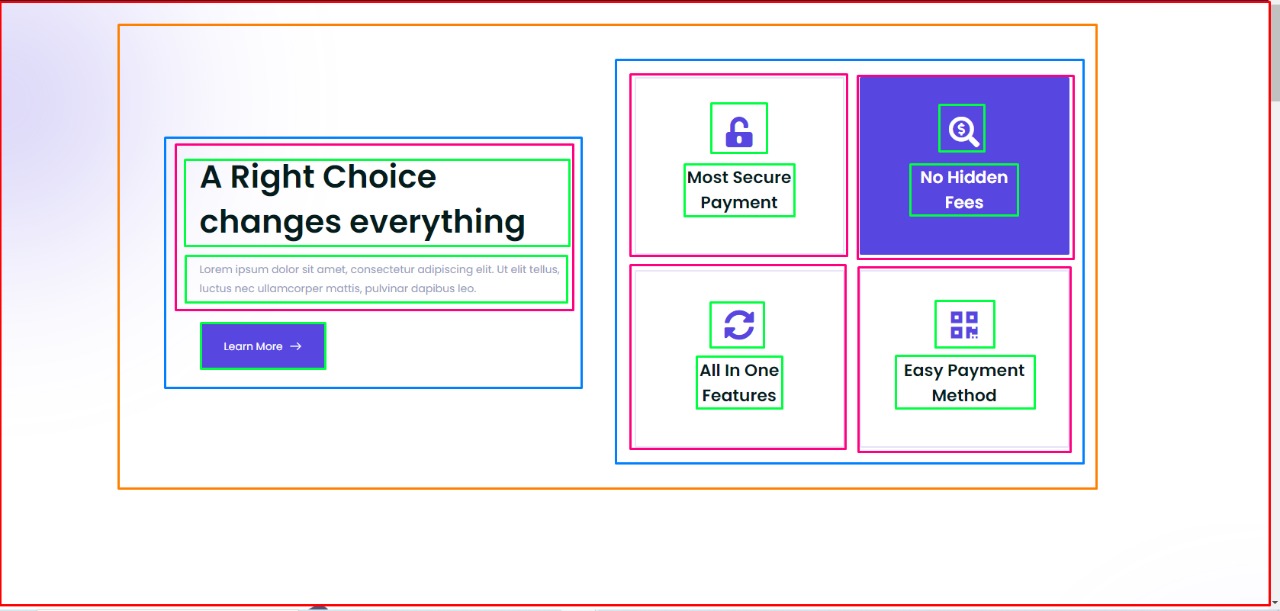 A Right Choice
changes everything
Lorem ipsum dolor sit amet, consectetur adipiscing elit. Ut elit tellus,
luctus nec ullamcorper mattis, pulvinar dapibus leo.
Learn More
Most Secure
Payment
No Hidden
Fees
All In One
Features
Easy Payment
Method